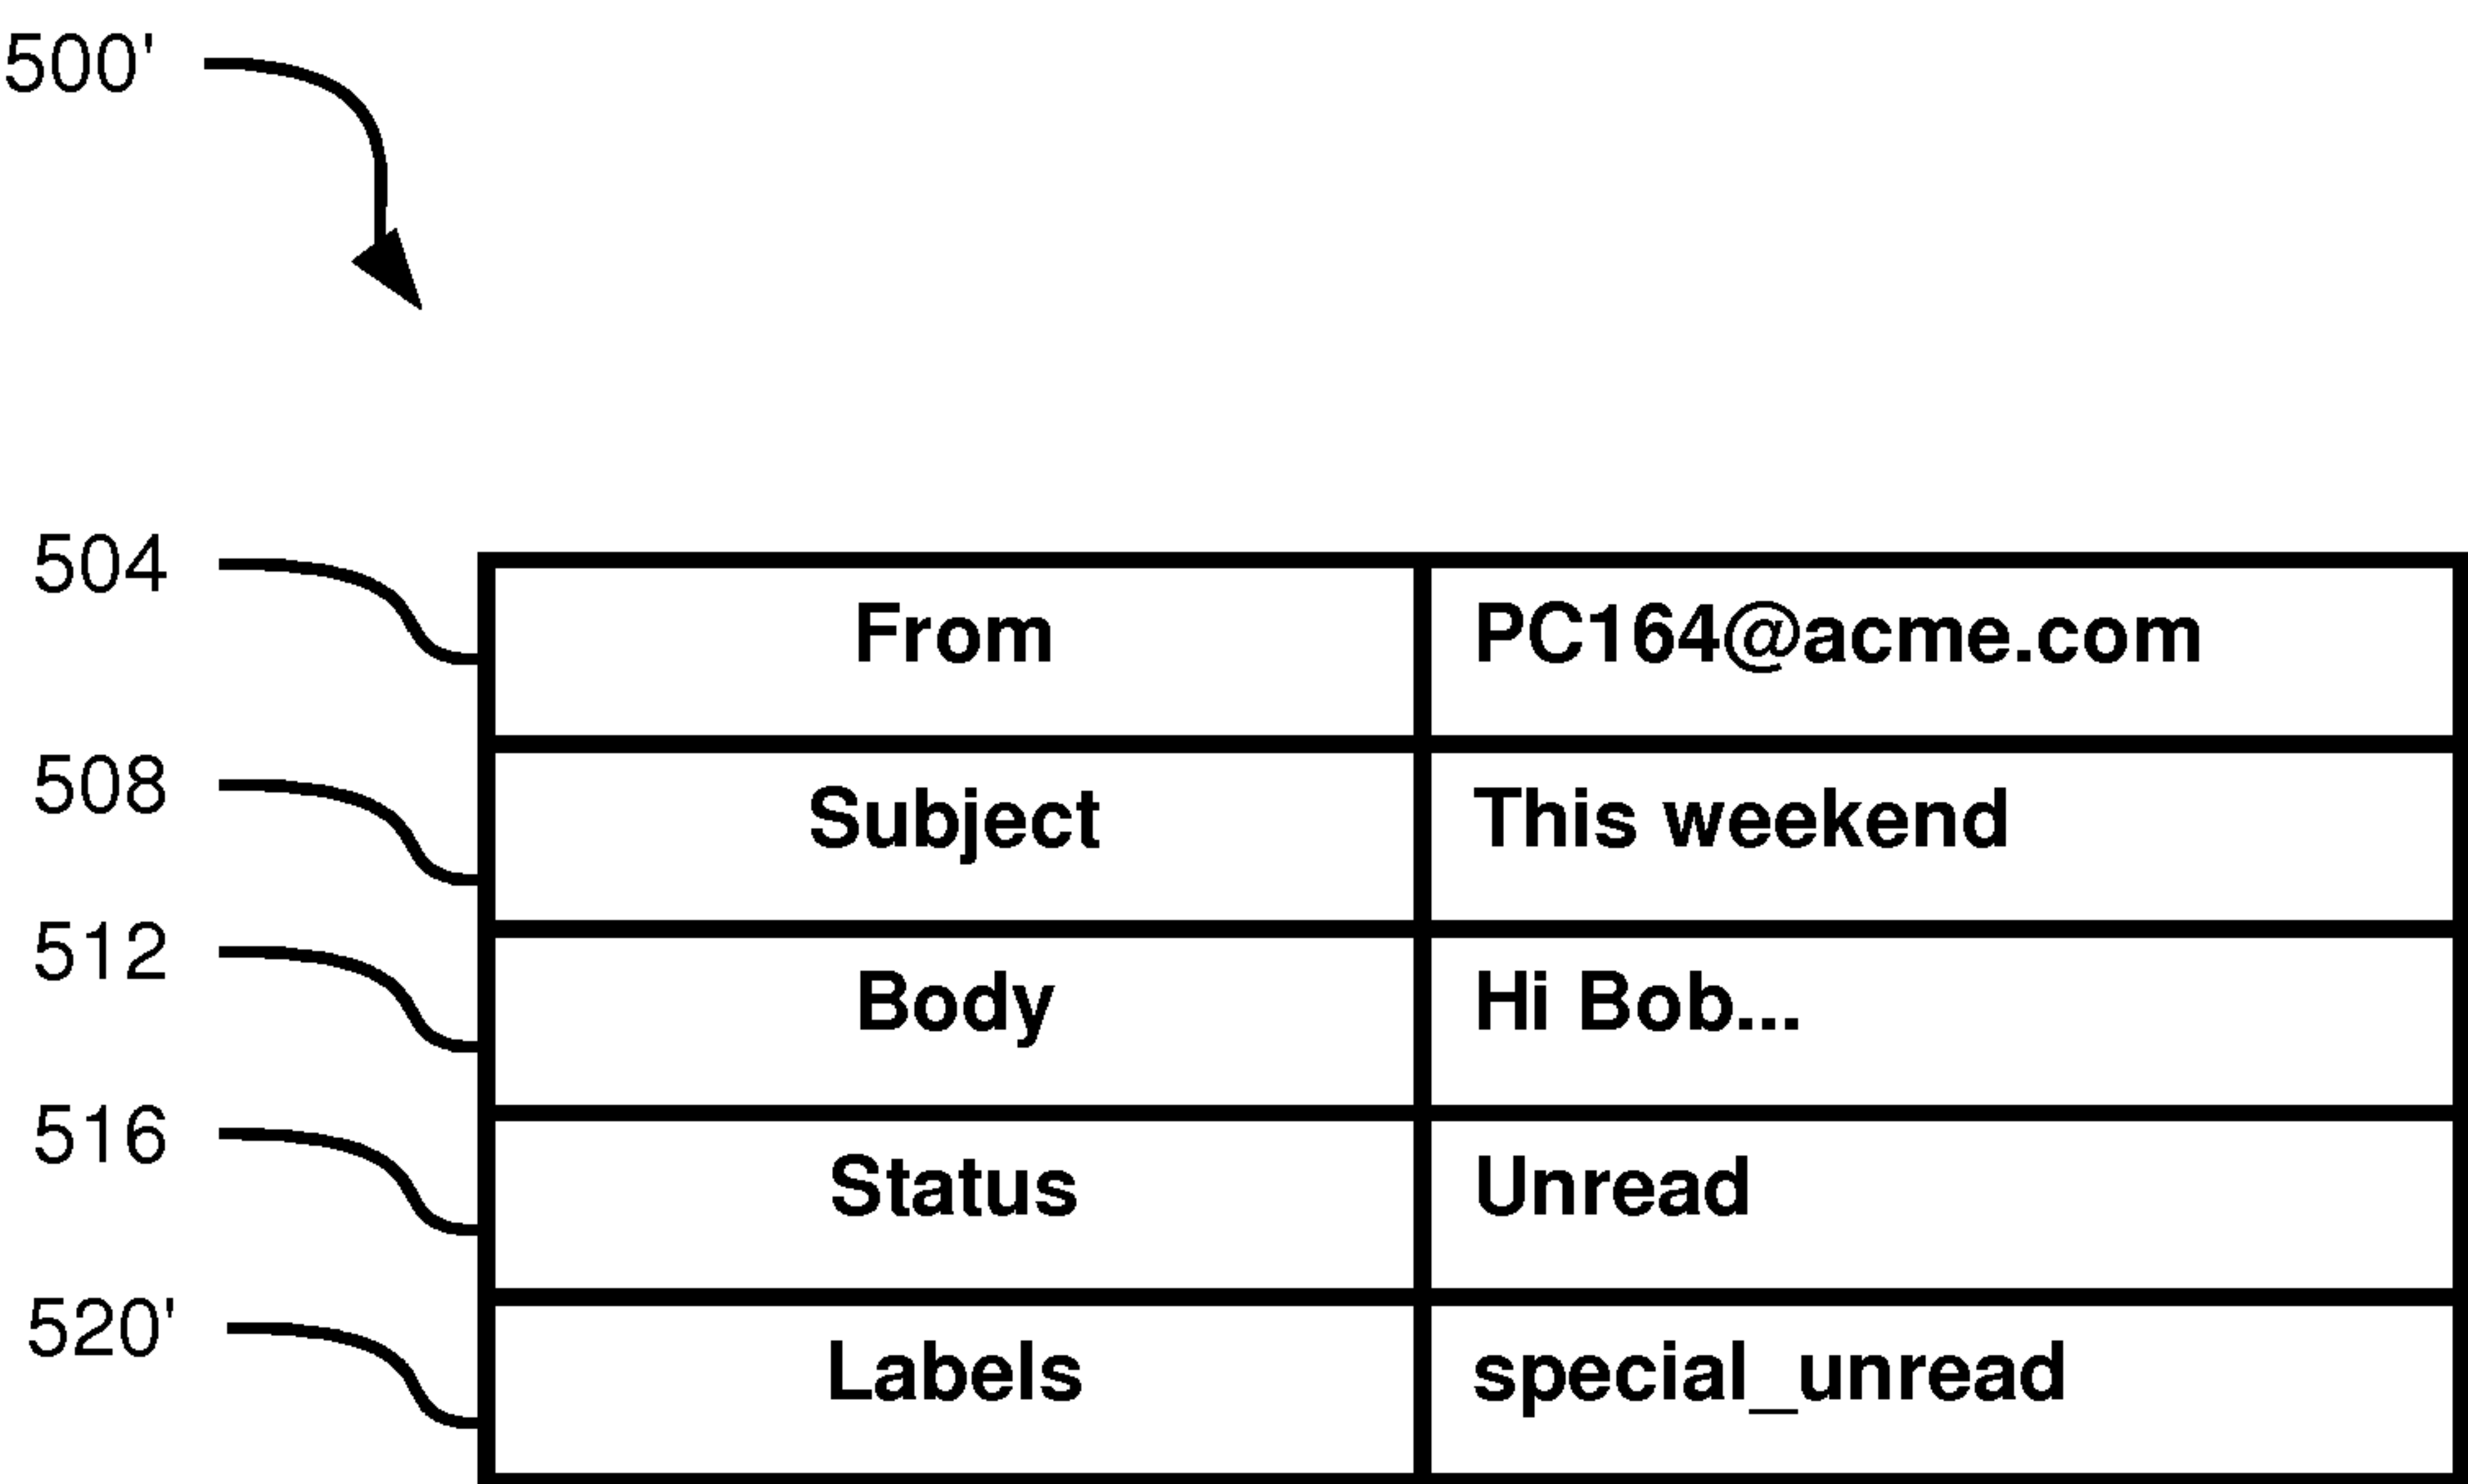 500'
504 From PC164@acme.com
508 Subject This weekend
512 Body Hi Bob...
516 Status Unread
520' Labels special_unread